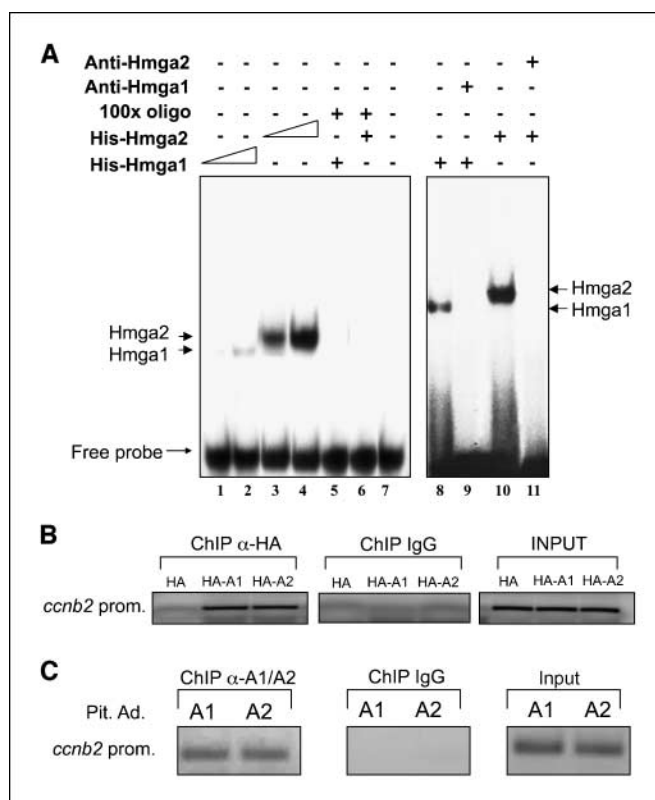 A
Anti-Hmga2 - - - - - - - - - - +
Anti-Hmga1 - - - - - - - - + - -
100x oligo - - - - + + - - - - -
His-Hmga2 - - - + - - - + +
His-Hmga1 - - + - - + + - -
Hmga2
Hmga1
Free probe
Hmga2
Hmga1
1 2 3 4 5 6 7 8 9 10 11
B
ChIP α-HA ChIP IgG INPUT
HA HA-A1 HA-A2 HA HA-A1 HA-A2 HA HA-A1 HA-A2
ccnb2 prom.
C
ChIP α-A1/A2 ChIP IgG Input
Pit. Ad. A1 A2 A1 A2 A1 A2
ccnb2 prom.